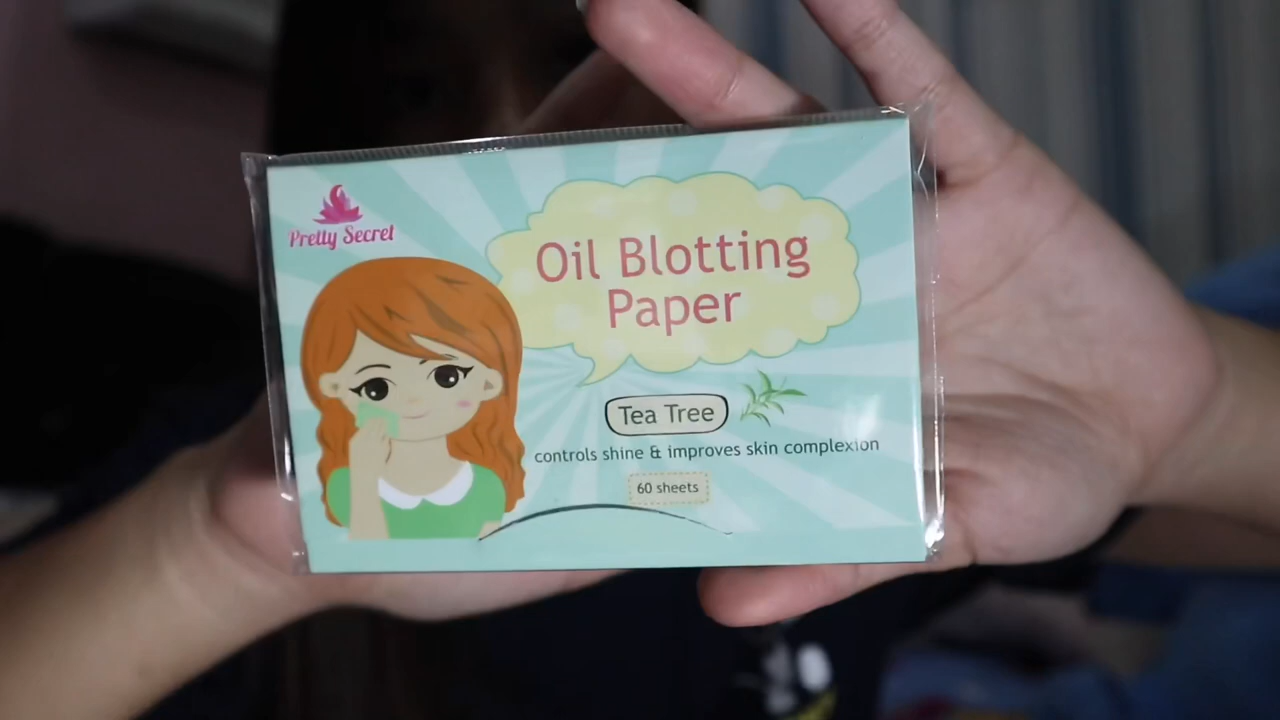 Pretty Secret
Oil Blotting
Paper
Tea Tree
controls shine & improves skin complexion
60 sheets